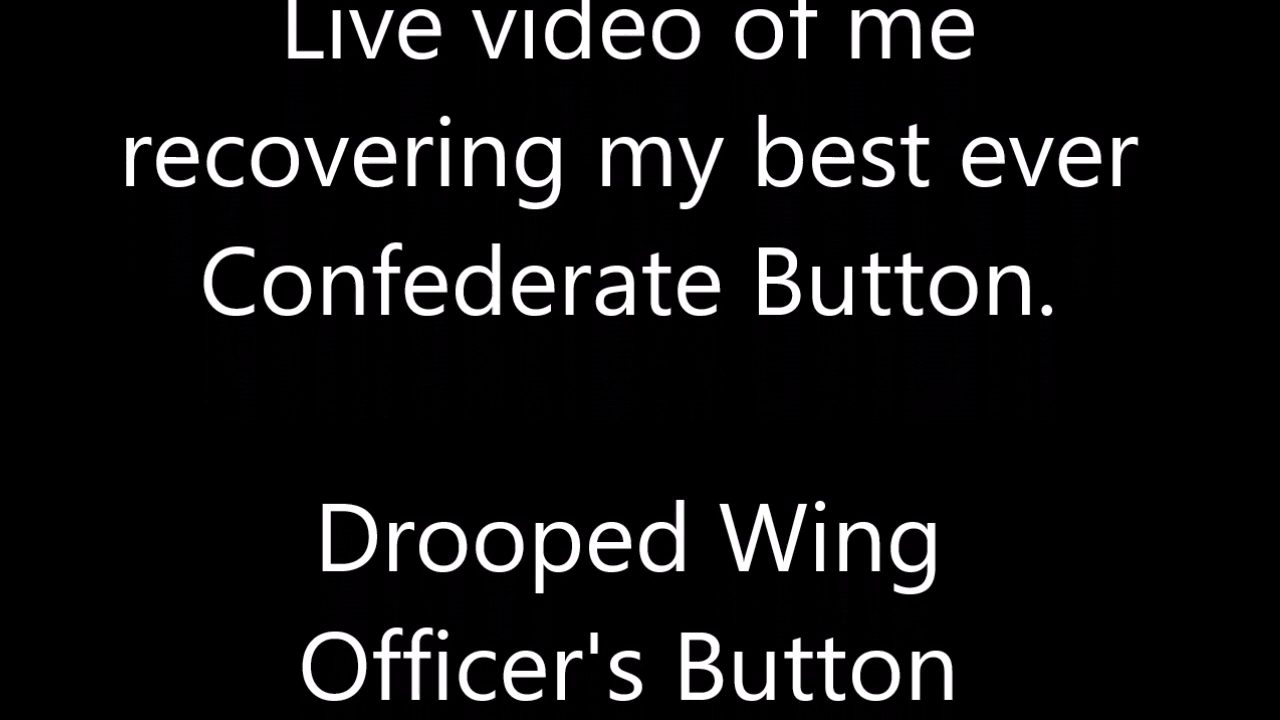 Live video of me
recovering my best ever
Confederate Button.
Drooped Wing
Officer's Button